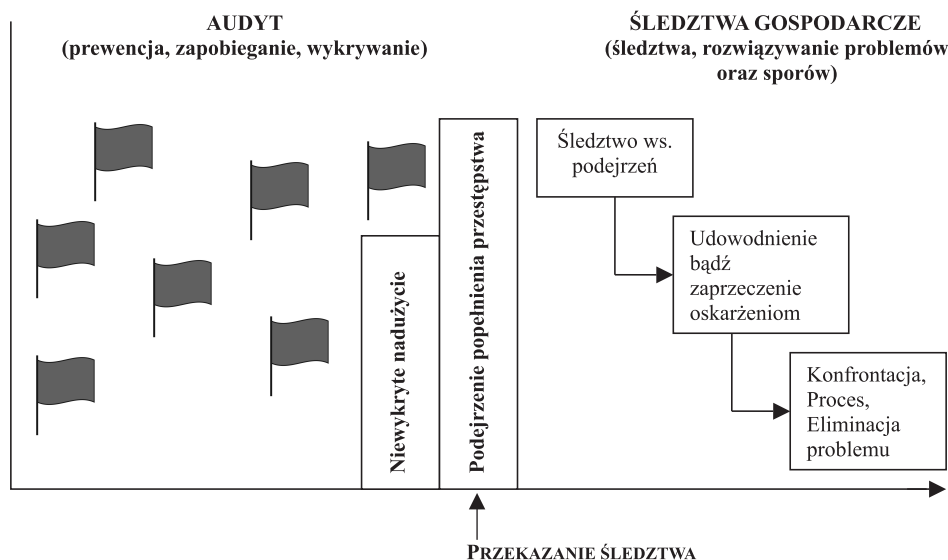 AUDYT
(prewencja, zapobieganie, wykrywanie)
ŚLEDZTWA GOSPODARCZE
(śledztwa, rozwiązywanie problemów
oraz sporów)
Niewykryte nadużycie
Podejrzenie popełnienia przestępstwa
Śledztwo ws.
podejrzeń
Udowodnienie
bądź
zaprzeczenie
oskarżeniom
Konfrontacja,
Proces,
Eliminacja
problemu
PRZEKAZANIE ŚLEDZTWA